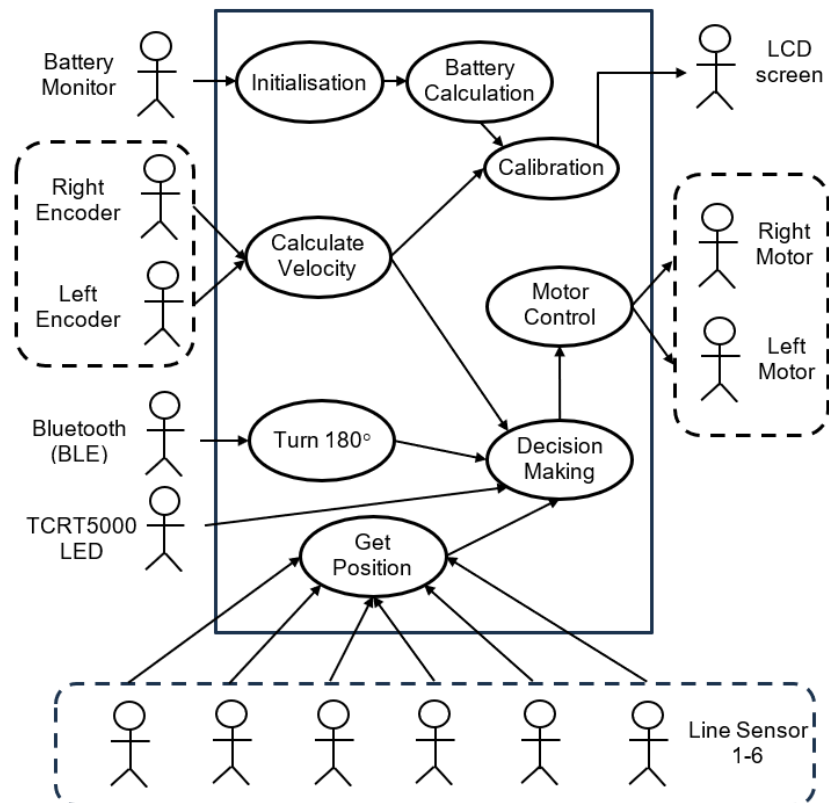 Battery
Monitor
Initialisation
Battery
Calculation
LCD
screen
Calibration
Right
Encoder
Left
Encoder
Calculate
Velocity
Motor
Control
Right
Motor
Left
Motor
Bluetooth
(BLE)
Turn 180°
Decision
Making
TCRT5000
LED
Get
Position
Line Sensor
1-6